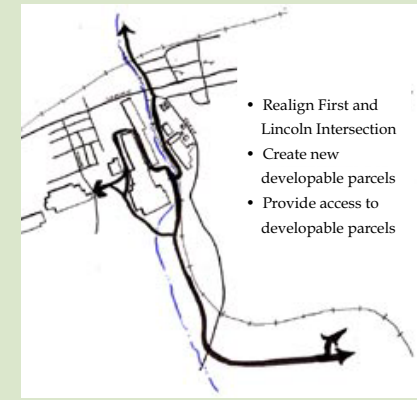 • Realign First and
Lincoln Intersection
• Create new
developable parcels
• Provide access to
developable parcels